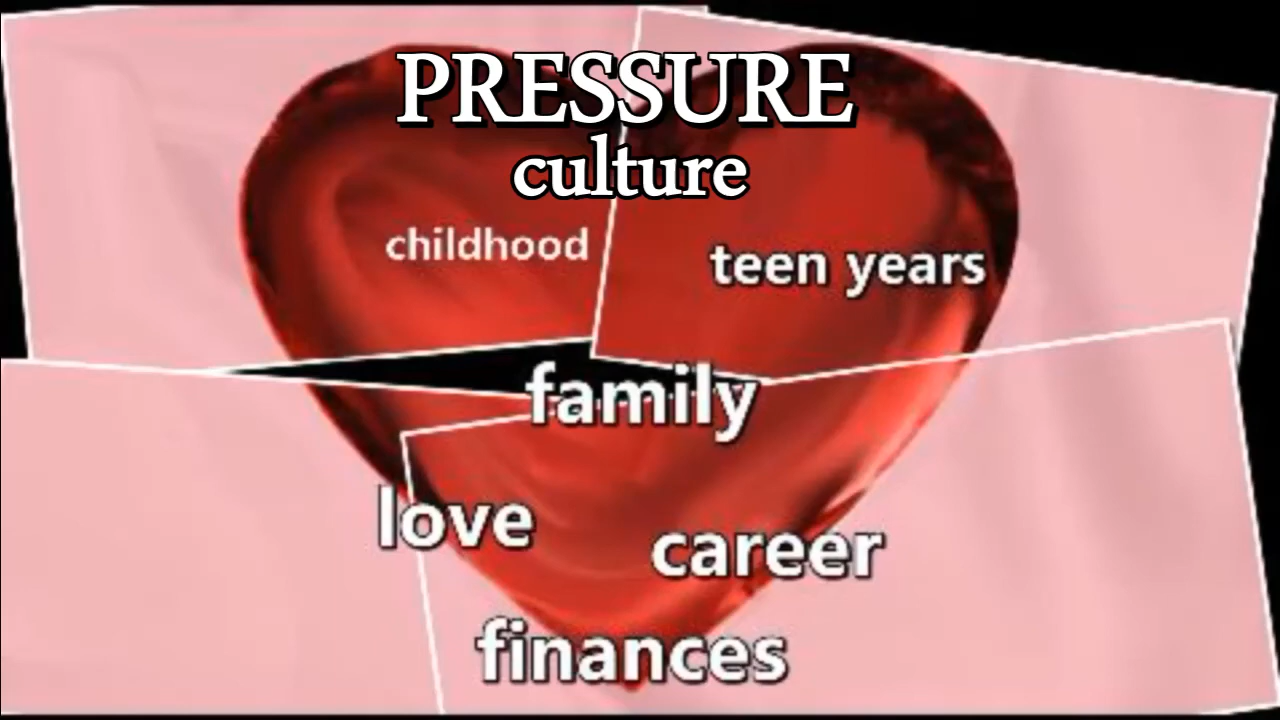 PRESSURE
culture
childhood
teen years
family
love
career
finances